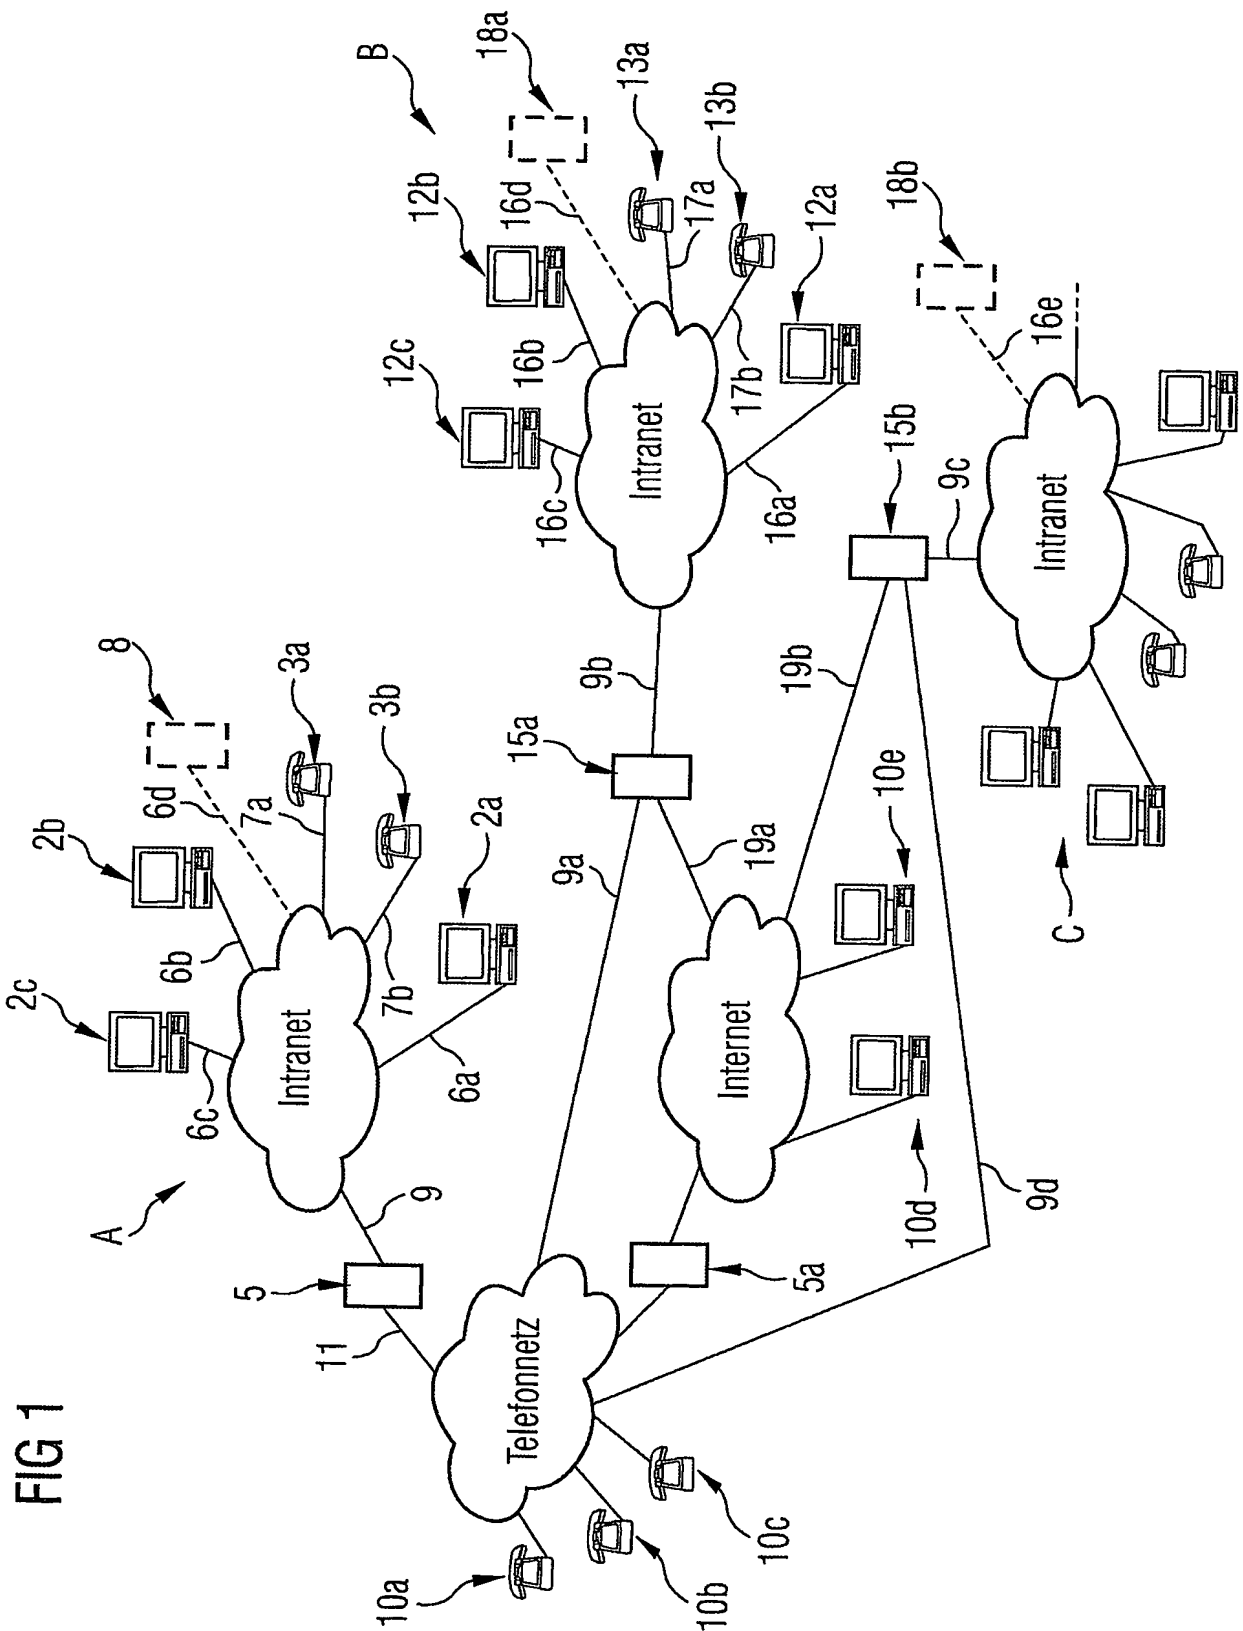 FIG 1
A
2c
2b
8
6c
6b
6d
7a
3a
3b
Intranet
7b
2a
6a
5
9
11
B
12c
12b
18a
16c
16b
16d
13a
17a
13b
Intranet
17b
12a
16a
15a
9b
9a
19a
Telefonnetz
Internet
5a
10a
10b
10c
10d
10e
19b
15b
9c
9d
18b
16e
Intranet
C